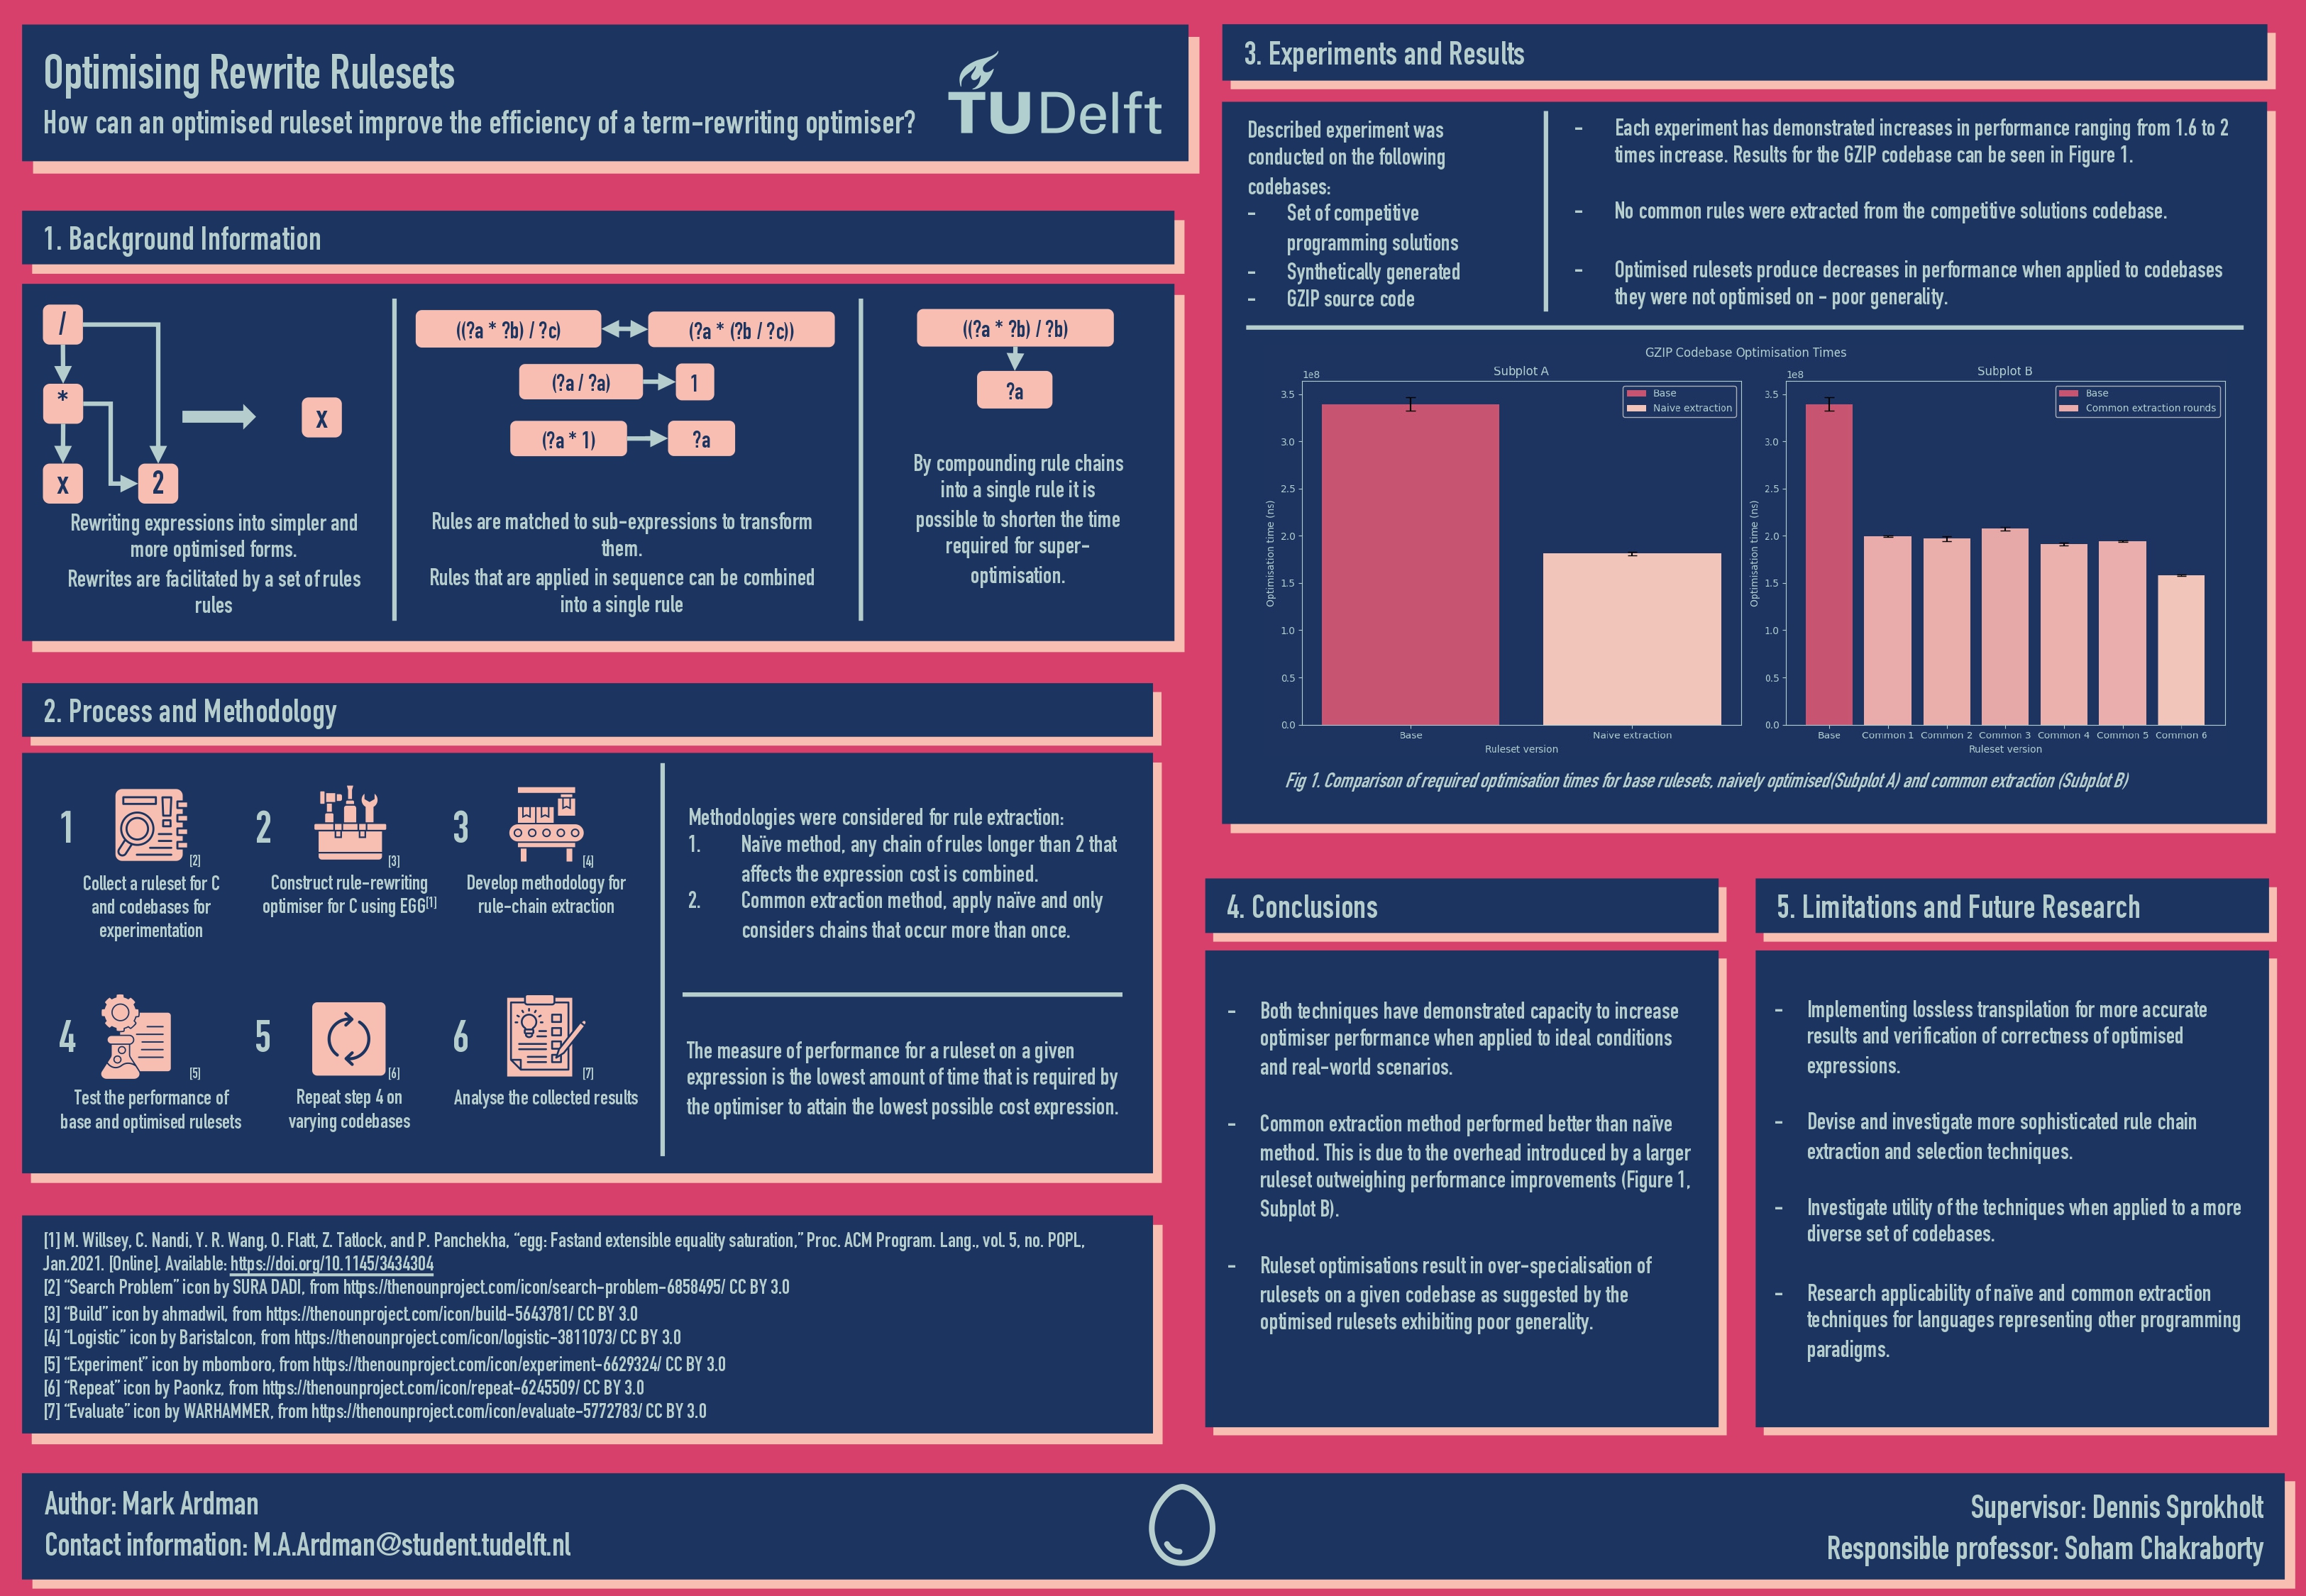 Optimising Rewrite Rulesets
How can an optimised ruleset improve the efficiency of a term-rewriting optimiser?
TUDelft
1. Background Information
/
*
x
2
x
Rewriting expressions into simpler and
more optimised forms.
Rewrites are facilitated by a set of rules
rules
((?a * ?b) / ?c)
(?a * (?b / ?c))
(?a / ?a)
1
(?a * 1)
?a
Rules are matched to sub-expressions to transform
them.
Rules that are applied in sequence can be combined
into a single rule
((?a * ?b) / ?b)
?a
By compounding rule chains
into a single rule it is
possible to shorten the time
required for super-
optimisation.
2. Process and Methodology
1
[2]
Collect a ruleset for C
and codebases for
experimentation
2
[3]
Construct rule-rewriting
optimiser for C using EGG[1]
3
[4]
Develop methodology for
rule-chain extraction
4
[5]
Test the performance of
base and optimised rulesets
5
[6]
Repeat step 4 on
varying codebases
6
[7]
Analyse the collected results
Methodologies were considered for rule extraction:
1. Naïve method, any chain of rules longer than 2 that
affects the expression cost is combined.
2. Common extraction method, apply naïve and only
considers chains that occur more than once.
The measure of performance for a ruleset on a given
expression is the lowest amount of time that is required by
the optimiser to attain the lowest possible cost expression.
[1] M. Willsey, C. Nandi, Y. R. Wang, O. Flatt, Z. Tatlock, and P. Panchekha, “egg: Fastand extensible equality saturation,” Proc. ACM Program. Lang., vol. 5, no. POPL,
Jan.2021. [Online]. Available: https://doi.org/10.1145/3434304
[2] “Search Problem” icon by SURA DADI, from https://thenounproject.com/icon/search-problem-6858495/ CC BY 3.0
[3] “Build” icon by ahmadwil, from https://thenounproject.com/icon/build-5643781/ CC BY 3.0
[4] “Logistic” icon by BaristaIcon, from https://thenounproject.com/icon/logistic-3811073/ CC BY 3.0
[5] “Experiment” icon by mbomboro, from https://thenounproject.com/icon/experiment-6629324/ CC BY 3.0
[6] “Repeat” icon by Paonkz, from https://thenounproject.com/icon/repeat-6245509/ CC BY 3.0
[7] “Evaluate” icon by WARHAMMER, from https://thenounproject.com/icon/evaluate-5772783/ CC BY 3.0
3. Experiments and Results
Described experiment was
conducted on the following
codebases:
- Set of competitive
programming solutions
- Synthetically generated
- GZIP source code
- Each experiment has demonstrated increases in performance ranging from 1.6 to 2
times increase. Results for the GZIP codebase can be seen in Figure 1.
- No common rules were extracted from the competitive solutions codebase.
- Optimised rulesets produce decreases in performance when applied to codebases
they were not optimised on - poor generality.
GZIP Codebase Optimisation Times
Subplot A
1e8
Base
Naive extraction
3.5
3.0
2.5
2.0
1.5
1.0
0.5
0.0
Optimisation time (ns)
Base
Naive extraction
Ruleset version
Subplot B
1e8
Base
Common extraction rounds
3.5
3.0
2.5
2.0
1.5
1.0
0.5
0.0
Optimisation time (ns)
Base Common 1 Common 2 Common 3 Common 4 Common 5 Common 6
Ruleset version
Fig 1. Comparison of required optimisation times for base rulesets, naively optimised(Subplot A) and common extraction (Subplot B)
4. Conclusions
- Both techniques have demonstrated capacity to increase
optimiser performance when applied to ideal conditions
and real-world scenarios.
- Common extraction method performed better than naïve
method. This is due to the overhead introduced by a larger
ruleset outweighing performance improvements (Figure 1,
Subplot B).
- Ruleset optimisations result in over-specialisation of
rulesets on a given codebase as suggested by the
optimised rulesets exhibiting poor generality.
5. Limitations and Future Research
- Implementing lossless transpilation for more accurate
results and verification of correctness of optimised
expressions.
- Devise and investigate more sophisticated rule chain
extraction and selection techniques.
- Investigate utility of the techniques when applied to a more
diverse set of codebases.
- Research applicability of naïve and common extraction
techniques for languages representing other programming
paradigms.
Author: Mark Ardman
Contact information: M.A.Ardman@student.tudelft.nl
Supervisor: Dennis Sprokholt
Responsible professor: Soham Chakraborty